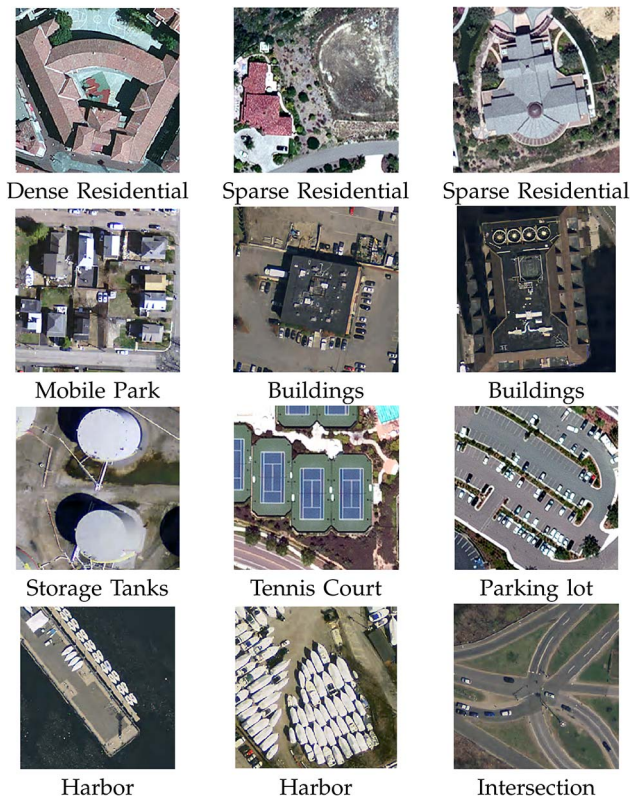 Dense Residential
Sparse Residential
Sparse Residential
Mobile Park
Buildings
Buildings
Storage Tanks
Tennis Court
Parking lot
Harbor
Harbor
Intersection